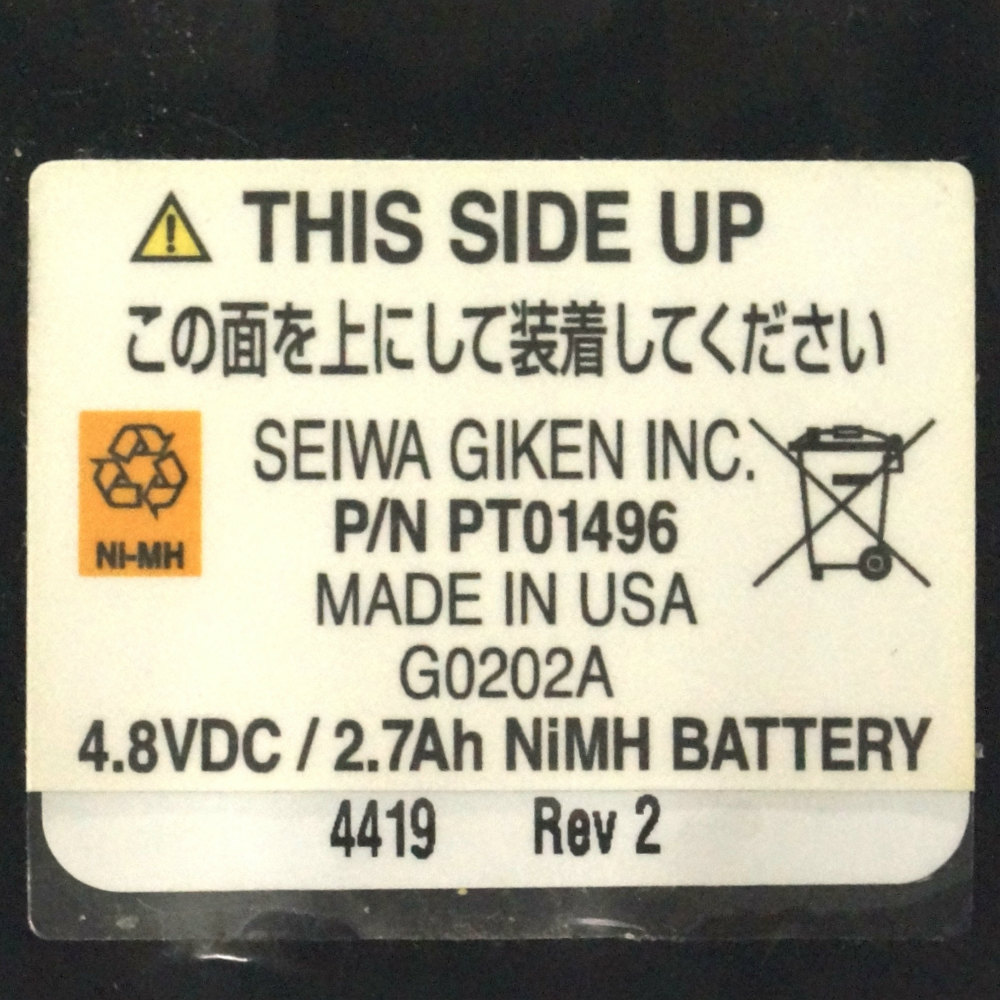 THIS SIDE UP
この面を上にして装着してください
SEIWA GIKEN INC.
P/N PT01496
Ni-MH
MADE IN USA
G0202A
4.8VDC / 2.7Ah NiMH BATTERY
4419 Rev 2